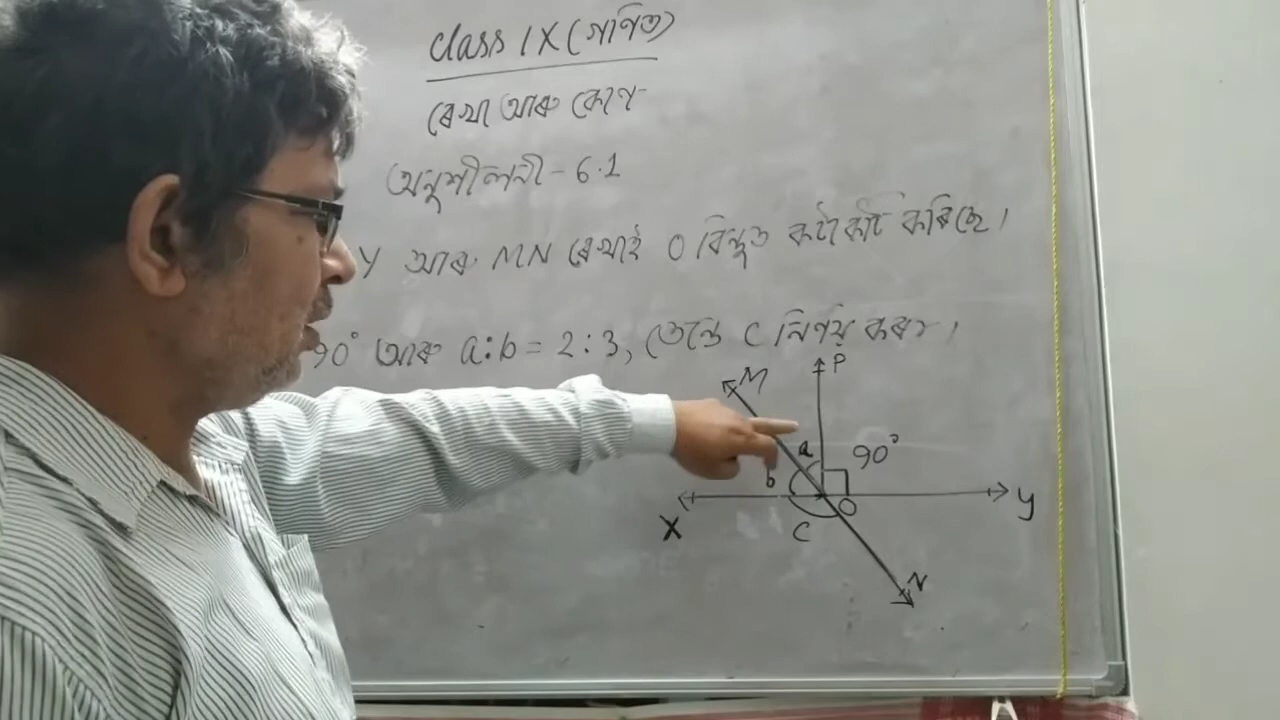 Class IX (গণিত)
ৰেখা আৰু কোণ
অনুশীলনী - 6.1
Y আৰু MN ৰেখাই O বিন্দুত কটাকটি কৰিছে।
90° আৰু a:b = 2:3, তেন্তে C নিৰ্ণয় কৰা।
M
P
a
90°
b
X
C
O
Y
N